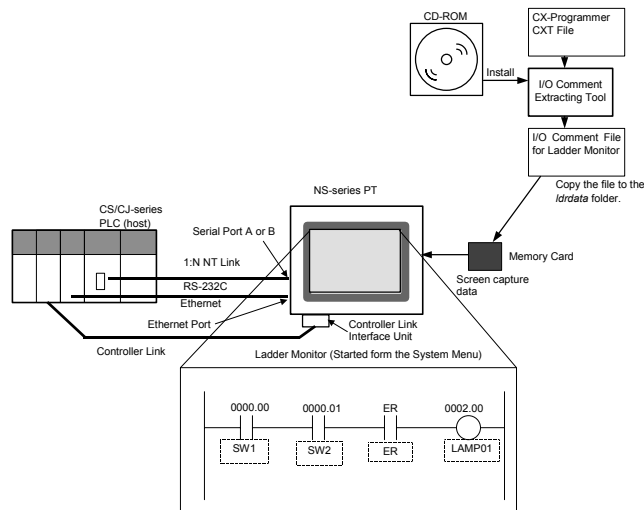 CD-ROM
CX-Programmer
CXT File
Install
I/O Comment
Extracting Tool
I/O Comment File
for Ladder Monitor
Copy the file to the
ldrdata folder.
NS-series PT
CS/CJ-series
PLC (host)
Serial Port A or B
1:N NT Link
RS-232C
Ethernet
Ethernet Port
Memory Card
Screen capture
data
Controller Link
Interface Unit
Controller Link
Ladder Monitor (Started form the System Menu)
0000.00
0000.01
ER
0002.00
SW1
SW2
ER
LAMP01